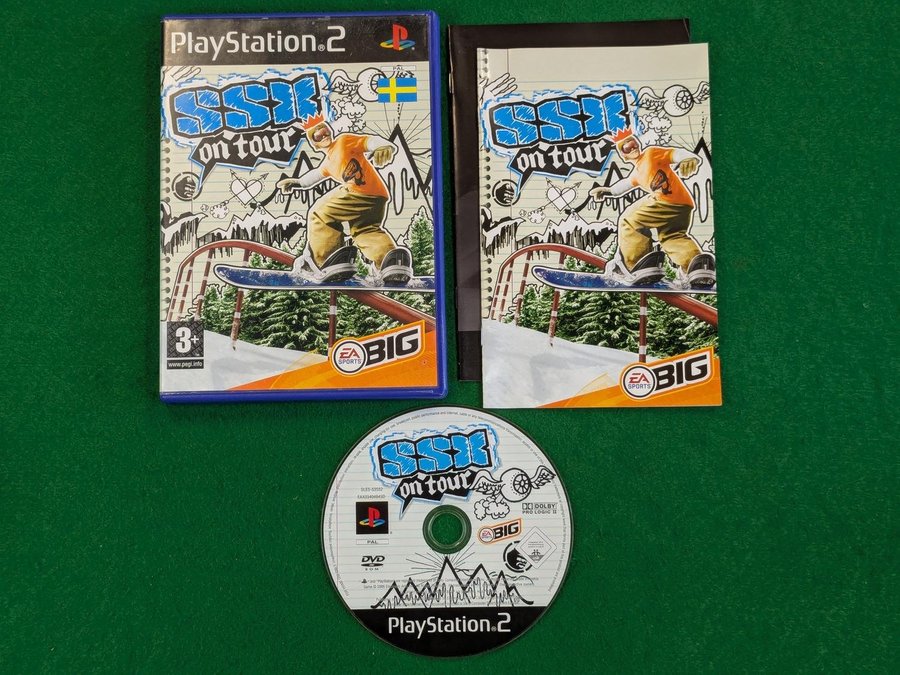 PlayStation.2
PAL
SSX
on tour
3+
www.pegi.info
EA
SPORTS
BIG
SSX
on tour
EA
SPORTS
BIG
SSX
on tour
PAL
DVD
ROM
DOLBY
PRO LOGIC II
BIG
PlayStation.2